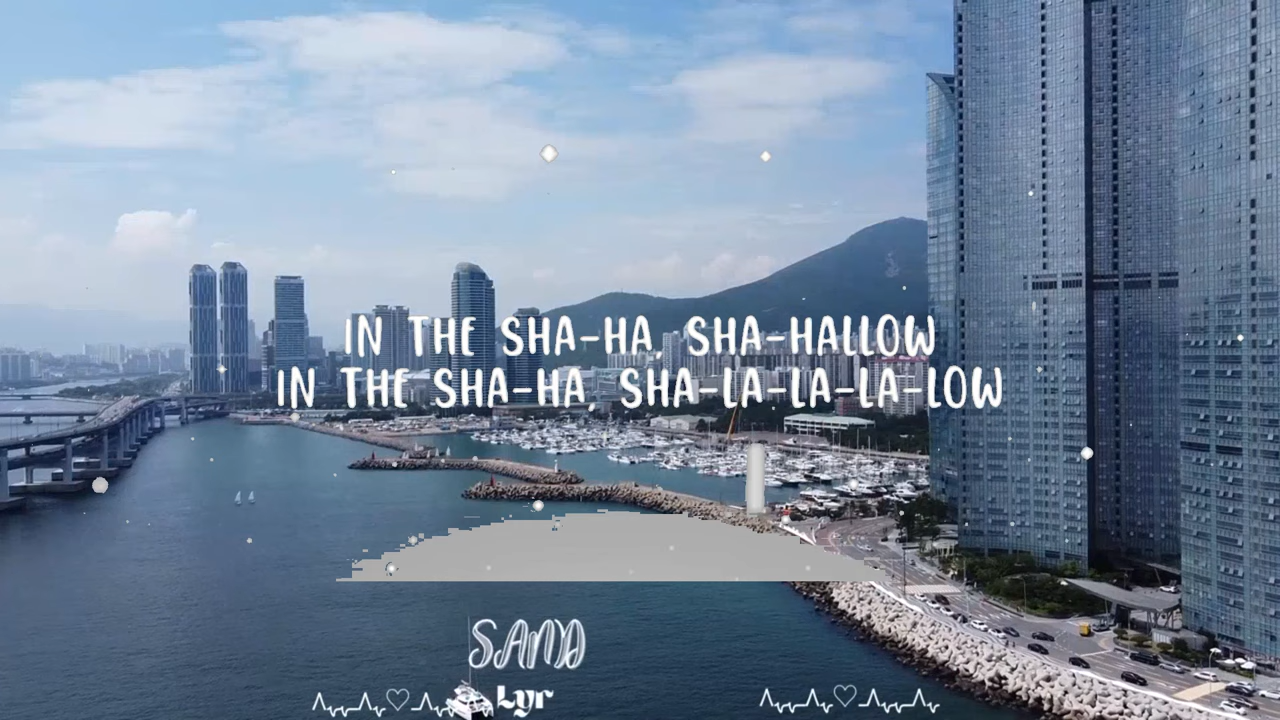 IN THE SHA-HA, SHA-HALLOW
IN THE SHA-HA, SHA-LA-LA-LA-LOW
SAND
Lyr